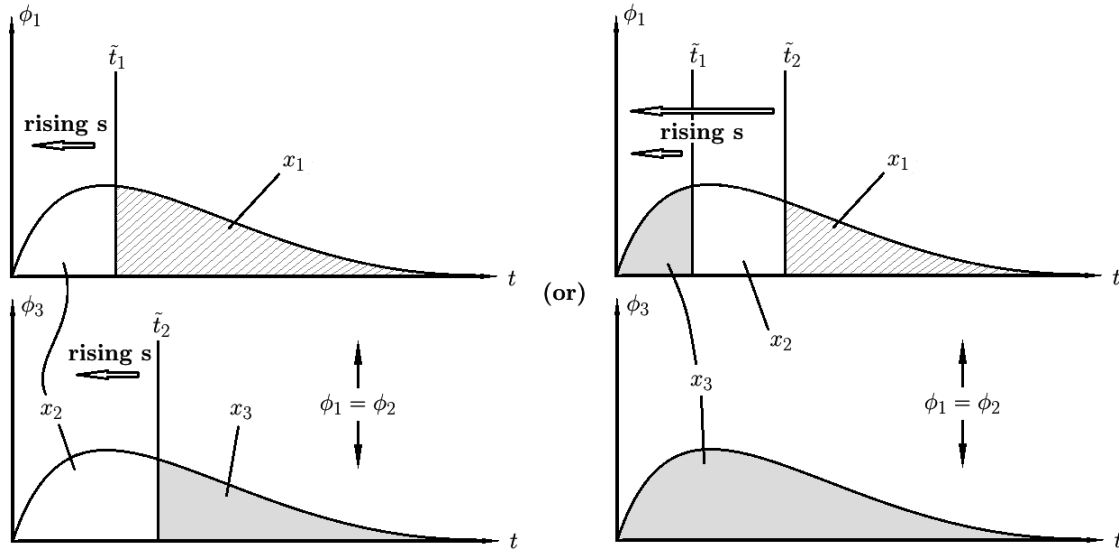 ϕ₁
t̃₁
rising s
x₁
t
ϕ₃
t̃₂
rising s
x₂
x₃
ϕ₁ = ϕ₂
t
(or)
ϕ₁
t̃₁
t̃₂
rising s
x₁
t
ϕ₃
x₂
x₃
ϕ₁ = ϕ₂
t